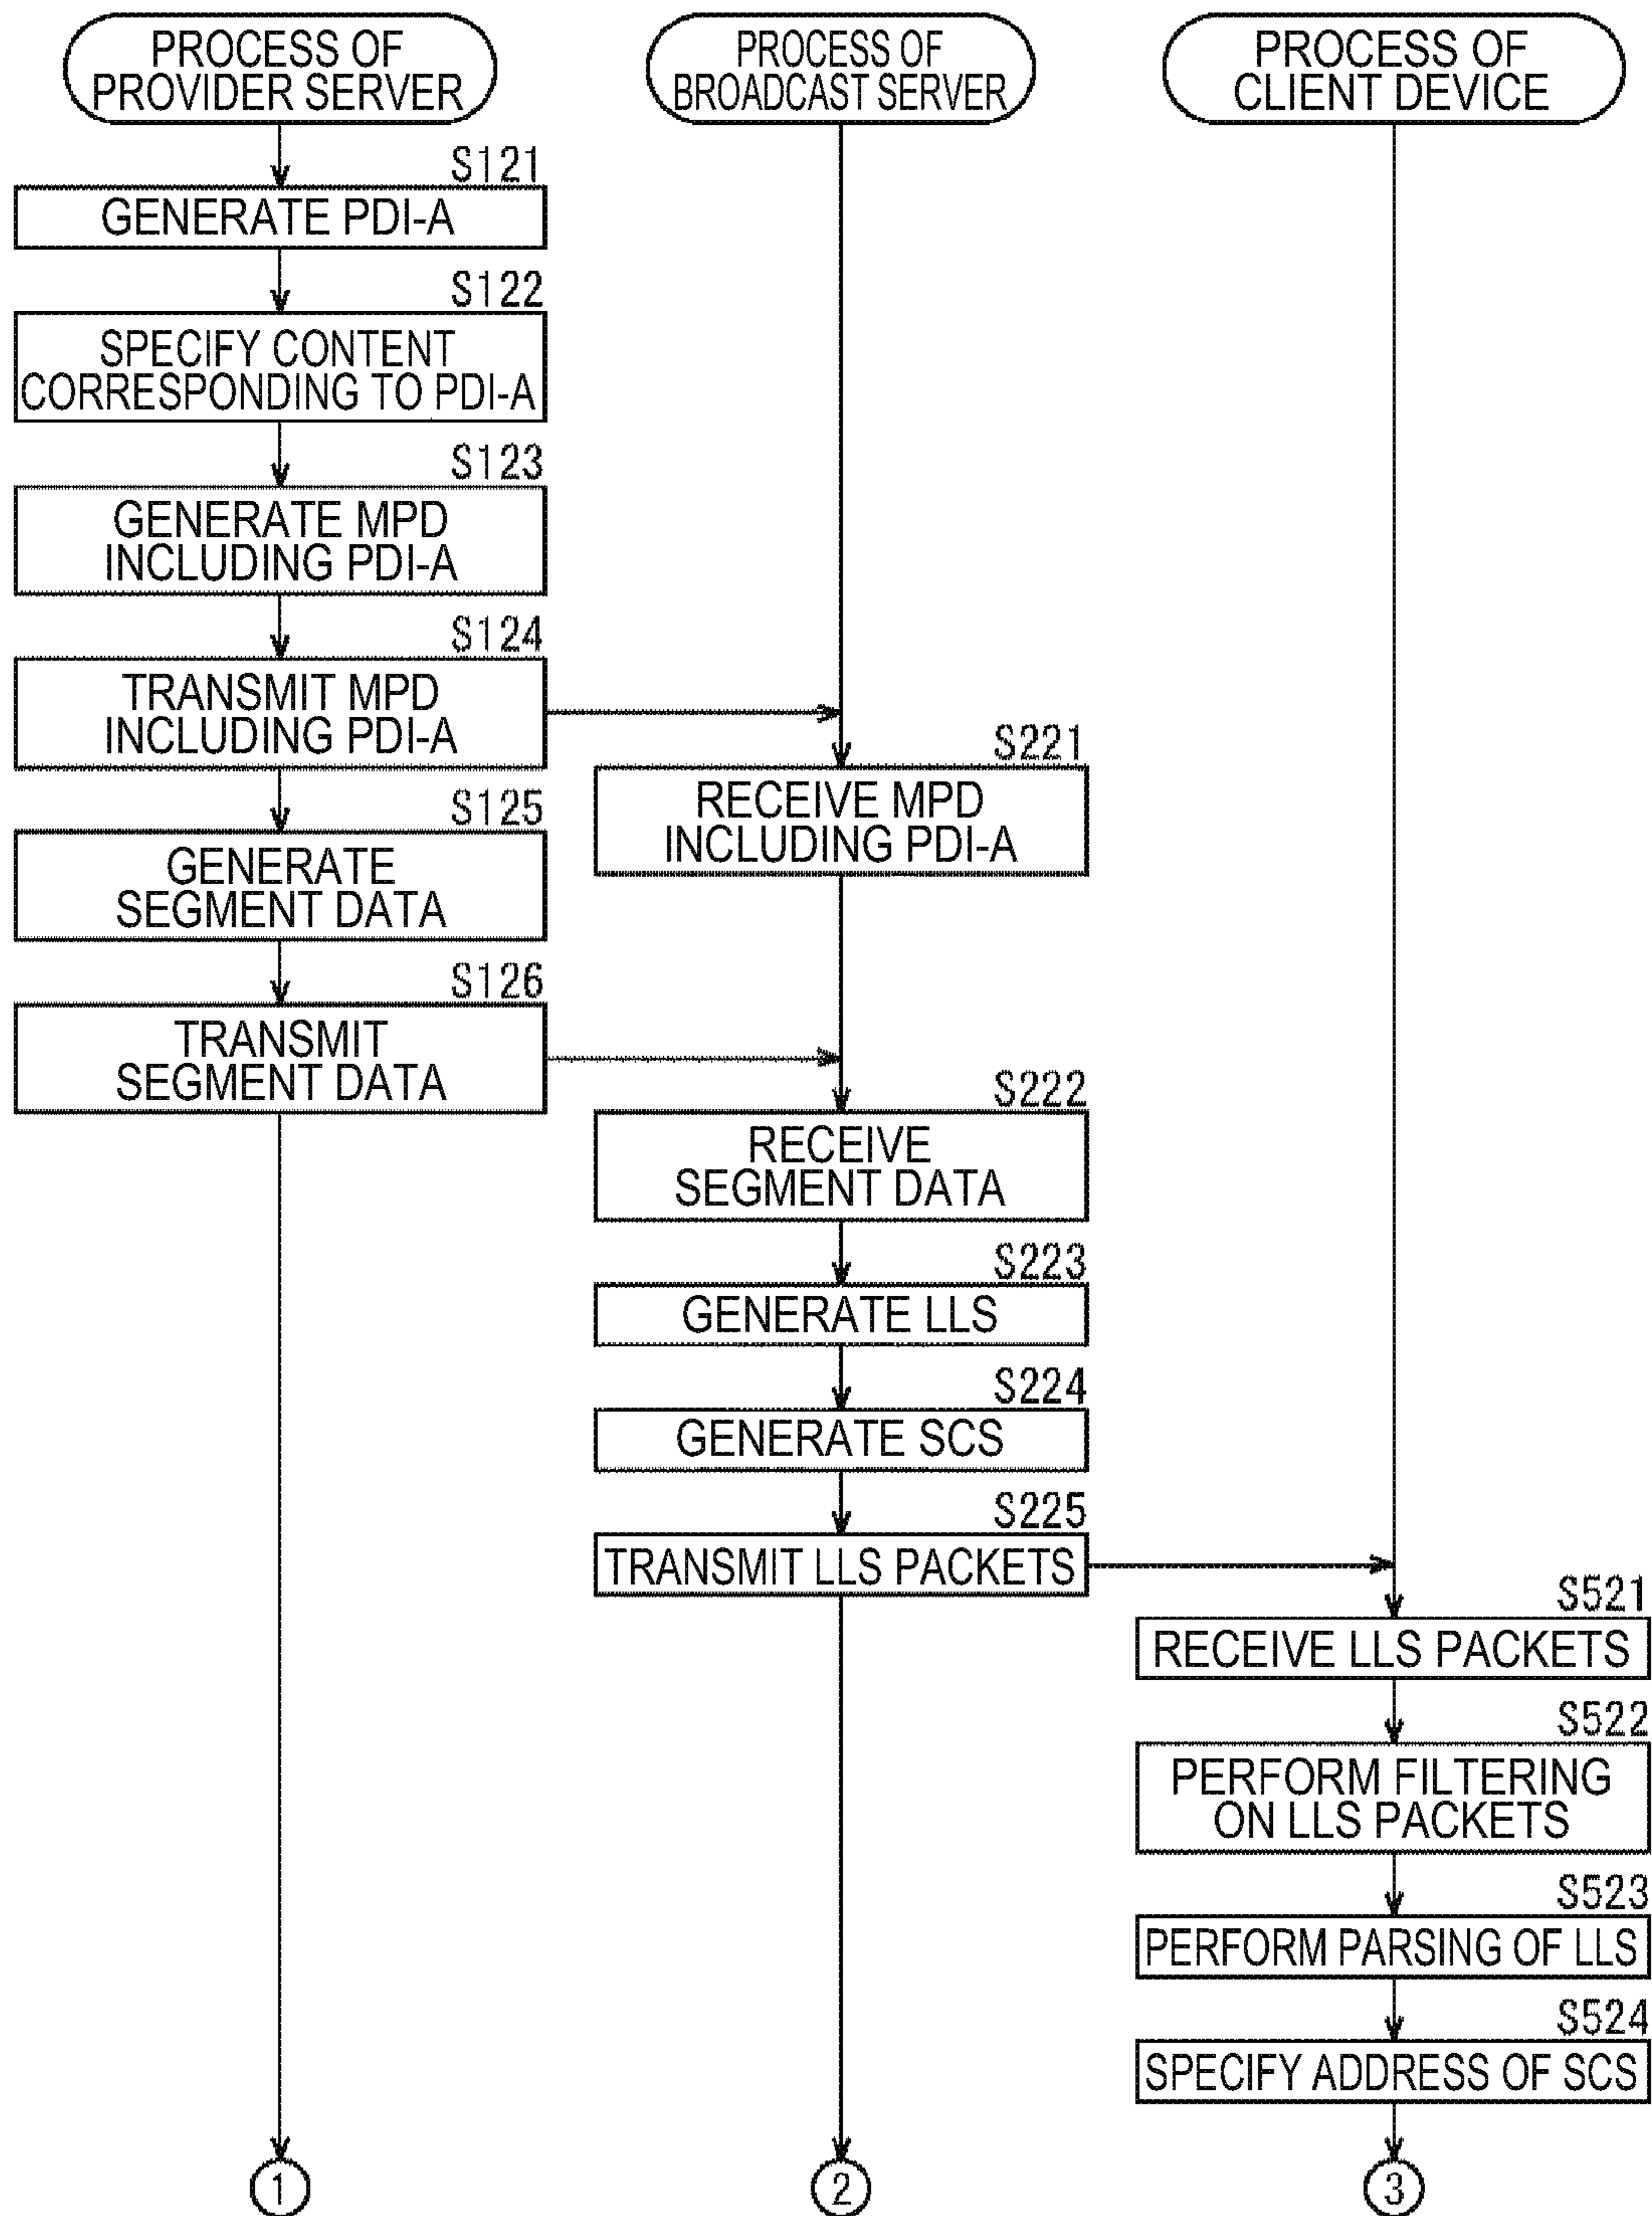 PROCESS OF
PROVIDER SERVER
S121
GENERATE PDI-A
S122
SPECIFY CONTENT
CORRESPONDING TO PDI-A
S123
GENERATE MPD
INCLUDING PDI-A
S124
TRANSMIT MPD
INCLUDING PDI-A
S125
GENERATE
SEGMENT DATA
S126
TRANSMIT
SEGMENT DATA
1
PROCESS OF
BROADCAST SERVER
S221
RECEIVE MPD
INCLUDING PDI-A
S222
RECEIVE
SEGMENT DATA
S223
GENERATE LLS
S224
GENERATE SCS
S225
TRANSMIT LLS PACKETS
2
PROCESS OF
CLIENT DEVICE
S521
RECEIVE LLS PACKETS
S522
PERFORM FILTERING
ON LLS PACKETS
S523
PERFORM PARSING OF LLS
S524
SPECIFY ADDRESS OF SCS
3